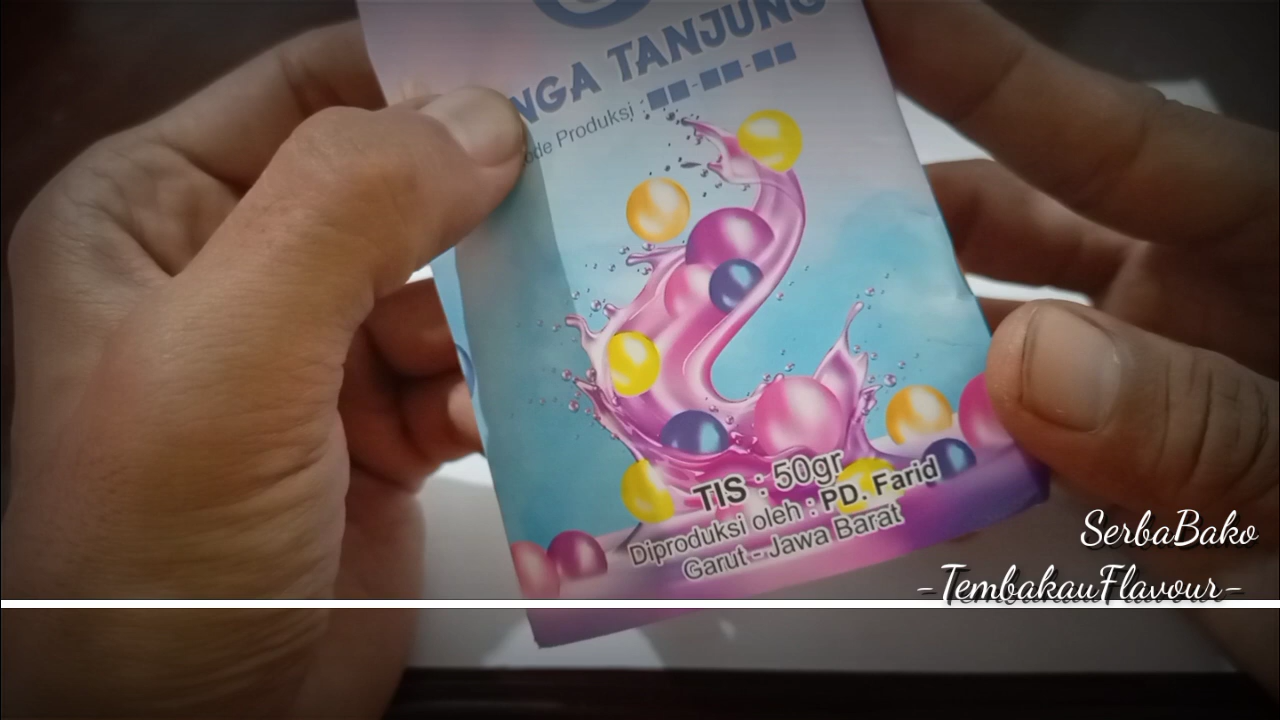 NGA TANJUNG
ode Produksi :
TIS : 50gr
Diproduksi oleh : PD. Farid
Garut - Jawa Barat
SerbaBako
-TembakauFlavour-